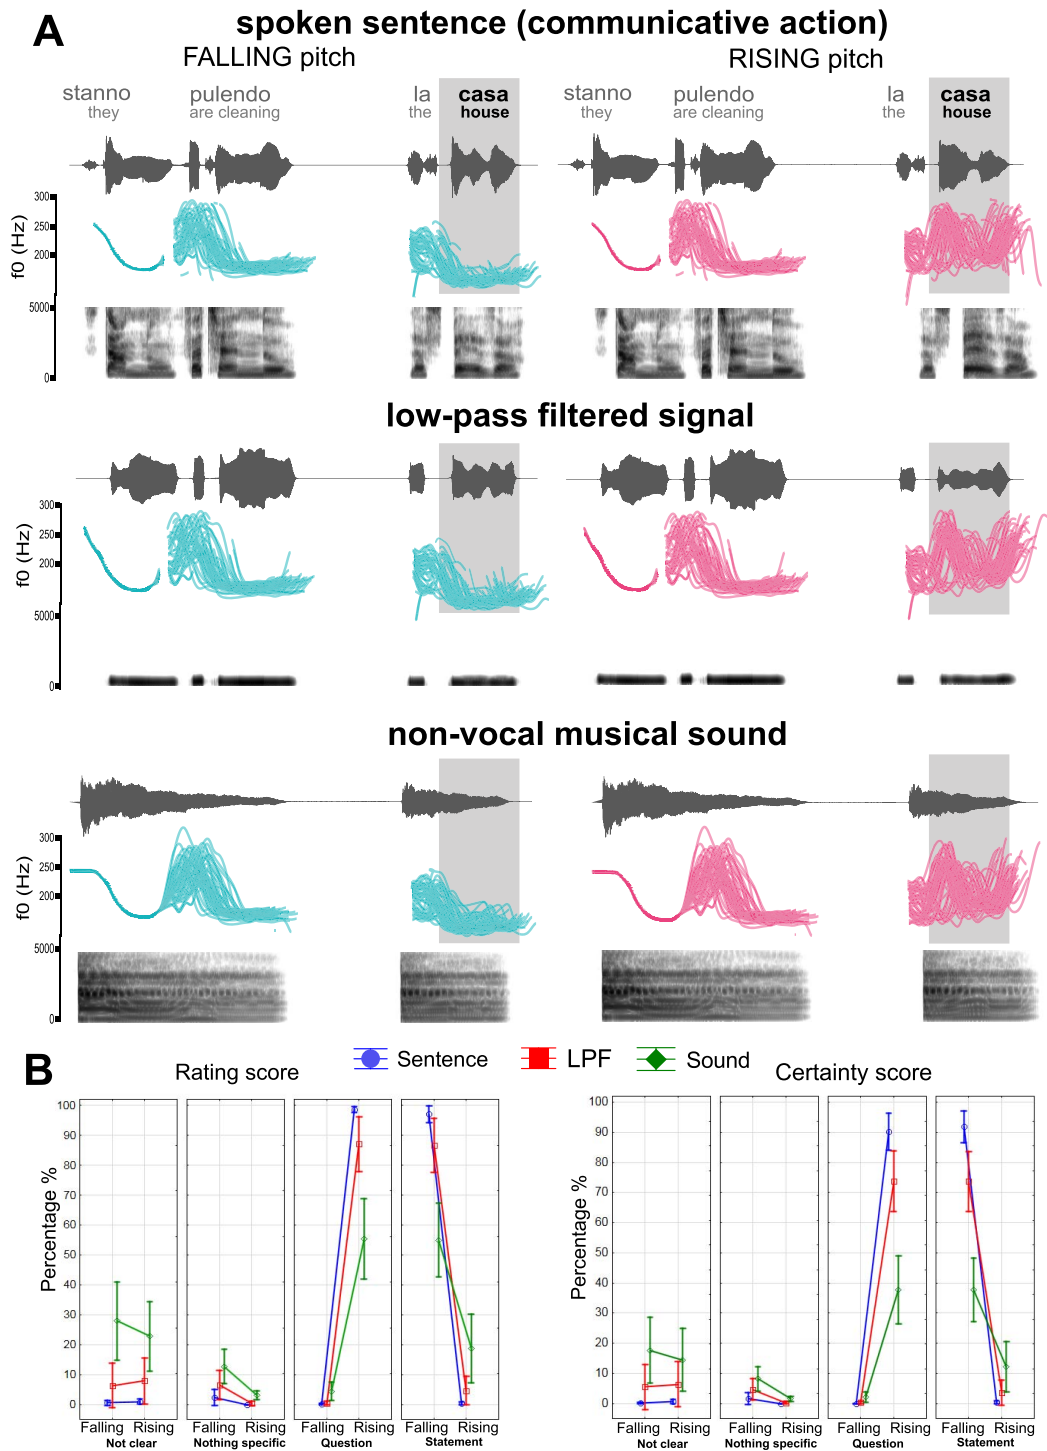 A
spoken sentence (communicative action)
FALLING pitch RISING pitch
stanno pulendo la casa stanno pulendo la casa
they are cleaning the house they are cleaning the house
300
250
200
f0 (Hz)
5000
0
low-pass filtered signal
300
250
200
f0 (Hz)
5000
0
non-vocal musical sound
300
250
200
f0 (Hz)
5000
0
B
Sentence LPF Sound
Rating score Certainty score
Percentage %
100
90
80
70
60
50
40
30
20
10
0
Falling Rising Falling Rising Falling Rising Falling Rising
Not clear Nothing specific Question Statement
Percentage %
100
90
80
70
60
50
40
30
20
10
0
Falling Rising Falling Rising Falling Rising Falling Rising
Not clear Nothing specific Question Statement